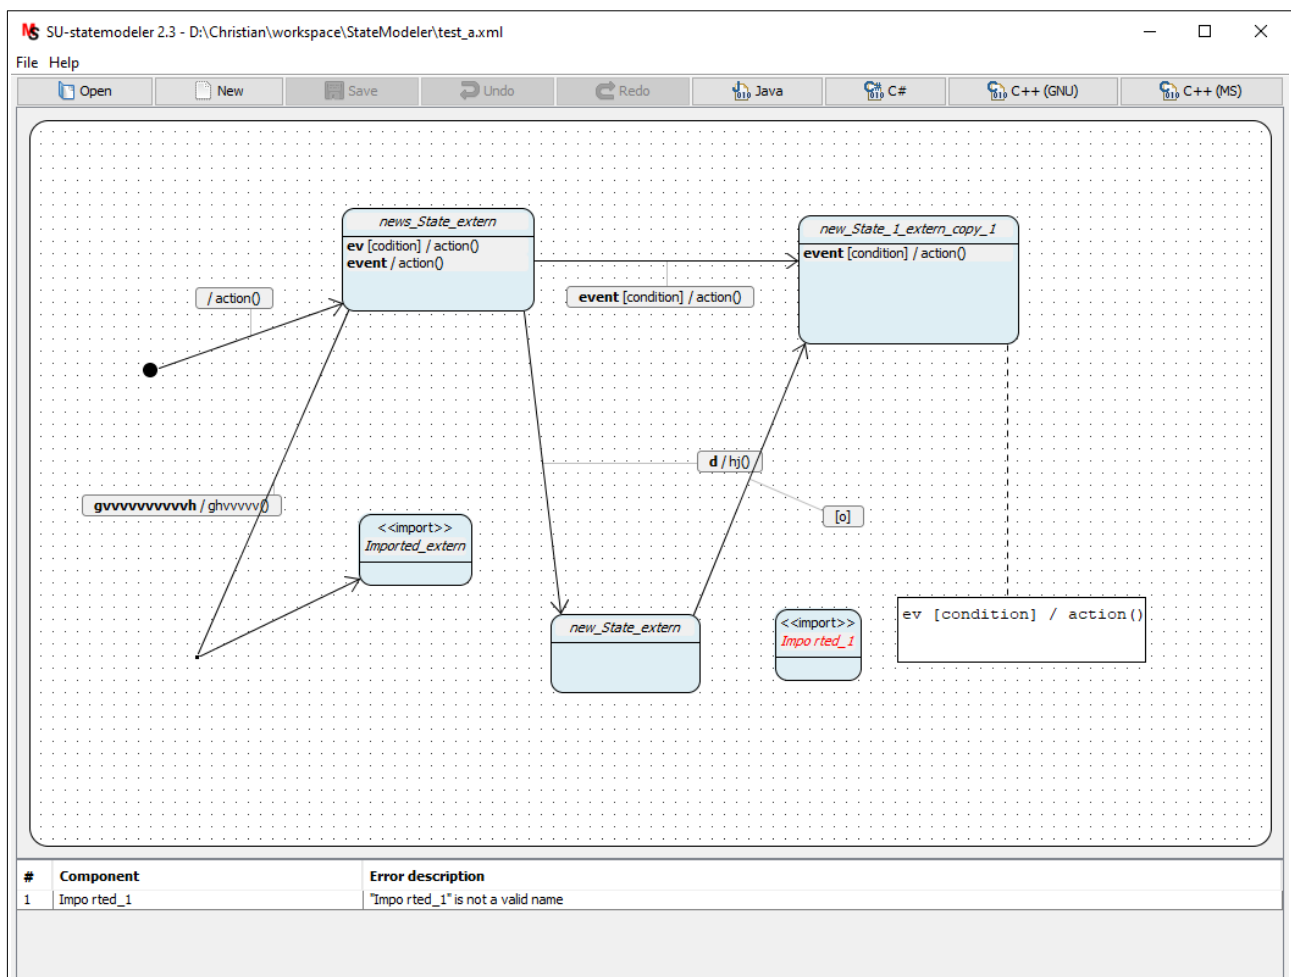 SU-statemodeler 2.3 - D:\Christian\workspace\StateModeler\test_a.xml
File Help
Open New Save Undo Redo Java C# C++ (GNU) C++ (MS)
news_State_extern
ev [codition] / action()
event / action()
new_State_1_extern_copy_1
event [condition] / action()
/ action()
event [condition] / action()
d / hj()
gvvvvvvvvvvh / ghvvvvv()
[o]
<<import>>
Imported_extern
new_State_extern
<<import>>
Impo rted_1
ev [condition] / action()
# Component Error description
1 Impo rted_1 "Impo rted_1" is not a valid name